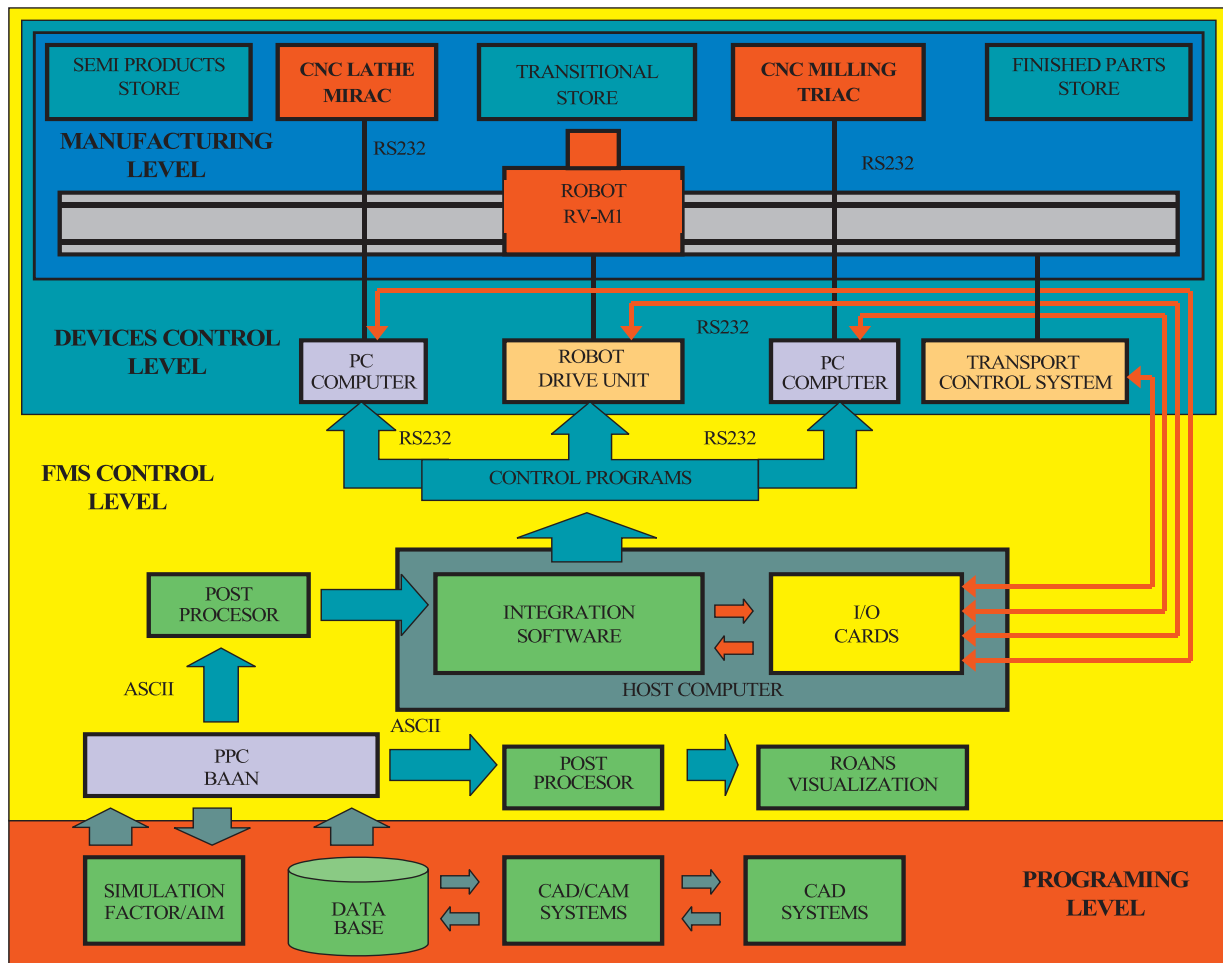 SEMI PRODUCTS
STORE
CNC LATHE
MIRAC
TRANSITIONAL
STORE
CNC MILLING
TRIAC
FINISHED PARTS
STORE
MANUFACTURING
LEVEL
RS232
RS232
ROBOT
RV-M1
DEVICES CONTROL
LEVEL
RS232
PC
COMPUTER
ROBOT
DRIVE UNIT
PC
COMPUTER
TRANSPORT
CONTROL SYSTEM
RS232
RS232
FMS CONTROL
LEVEL
CONTROL PROGRAMS
POST
PROCESOR
INTEGRATION
SOFTWARE
I/O
CARDS
HOST COMPUTER
ASCII
ASCII
PPC
BAAN
POST
PROCESOR
ROANS
VISUALIZATION
SIMULATION
FACTOR/AIM
DATA
BASE
CAD/CAM
SYSTEMS
CAD
SYSTEMS
PROGRAMING
LEVEL